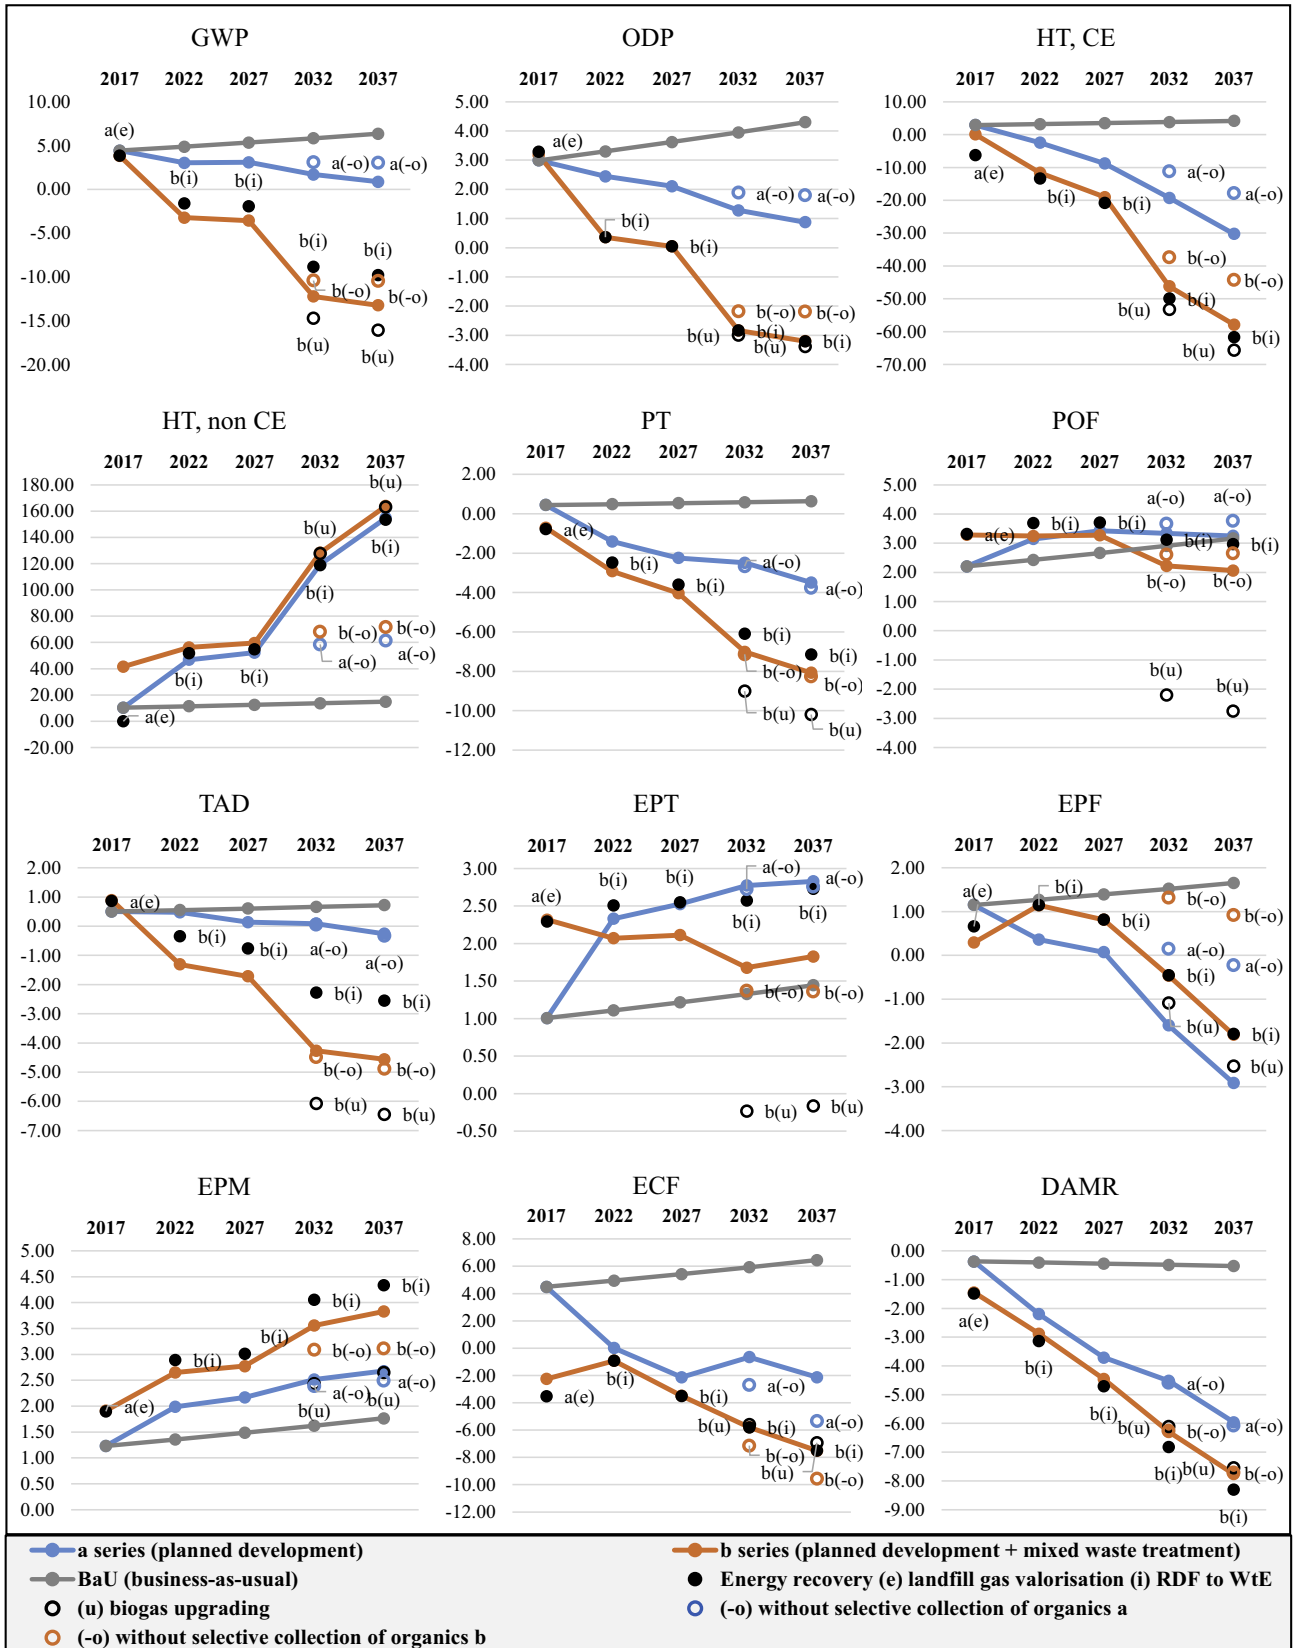 GWP
2017 2022 2027 2032 2037
10.00
5.00
0.00
-5.00
-10.00
-15.00
-20.00
a(e)
b(i)
b(i)
a(-o)
a(-o)
b(i)
b(i)
b(-o)
b(-o)
b(u)
b(u)
ODP
2017 2022 2027 2032 2037
5.00
4.00
3.00
2.00
1.00
0.00
-1.00
-2.00
-3.00
-4.00
a(e)
b(i)
b(i)
a(-o)
a(-o)
b(-o)
b(-o)
b(u)
b(i)
b(u)
b(i)
HT, CE
2017 2022 2027 2032 2037
10.00
0.00
-10.00
-20.00
-30.00
-40.00
-50.00
-60.00
-70.00
a(e)
b(i)
b(i)
a(-o)
a(-o)
b(-o)
b(i)
b(u)
b(i)
b(u)
HT, non CE
2017 2022 2027 2032 2037
180.00
160.00
140.00
120.00
100.00
80.00
60.00
40.00
20.00
0.00
-20.00
b(u)
b(u)
b(i)
b(i)
b(i)
b(i)
b(-o)
b(-o)
a(-o)
a(-o)
a(e)
PT
2017 2022 2027 2032 2037
2.00
0.00
-2.00
-4.00
-6.00
-8.00
-10.00
-12.00
a(e)
b(i)
b(i)
a(-o)
a(-o)
b(i)
b(i)
b(-o)
b(-o)
b(u)
b(u)
POF
2017 2022 2027 2032 2037
5.00
4.00
3.00
2.00
1.00
0.00
-1.00
-2.00
-3.00
-4.00
a(e)
b(i)
b(i)
a(-o)
a(-o)
b(i)
b(i)
b(-o)
b(-o)
b(u)
b(u)
TAD
2017 2022 2027 2032 2037
2.00
1.00
0.00
-1.00
-2.00
-3.00
-4.00
-5.00
-6.00
-7.00
a(e)
b(i)
b(i)
a(-o)
a(-o)
b(i)
b(i)
b(-o)
b(-o)
b(u)
b(u)
EPT
2017 2022 2027 2032 2037
3.00
2.50
2.00
1.50
1.00
0.50
0.00
-0.50
a(e)
b(i)
b(i)
a(-o)
a(-o)
b(i)
b(i)
b(-o)
b(-o)
b(u)
b(u)
EPF
2017 2022 2027 2032 2037
2.00
1.00
0.00
-1.00
-2.00
-3.00
-4.00
a(e)
b(i)
b(i)
b(-o)
b(-o)
a(-o)
a(-o)
b(i)
b(u)
b(i)
b(u)
EPM
2017 2022 2027 2032 2037
5.00
4.50
4.00
3.50
3.00
2.50
2.00
1.50
1.00
0.50
0.00
a(e)
b(i)
b(i)
b(i)
b(i)
b(-o)
b(-o)
a(-o)
a(-o)
b(u)
b(u)
ECF
2017 2022 2027 2032 2037
8.00
6.00
4.00
2.00
0.00
-2.00
-4.00
-6.00
-8.00
-10.00
-12.00
a(e)
b(i)
b(i)
b(u)
b(i)
b(-o)
a(-o)
b(i)
b(u)
b(-o)
DAMR
2017 2022 2027 2032 2037
0.00
-1.00
-2.00
-3.00
-4.00
-5.00
-6.00
-7.00
-8.00
-9.00
a(e)
b(i)
b(i)
a(-o)
a(-o)
b(u)
b(-o)
b(i)
b(u)
b(-o)
b(i)
a series (planned development)
b series (planned development + mixed waste treatment)
BaU (business-as-usual)
Energy recovery (e) landfill gas valorisation (i) RDF to WtE
(u) biogas upgrading
(-o) without selective collection of organics a
(-o) without selective collection of organics b